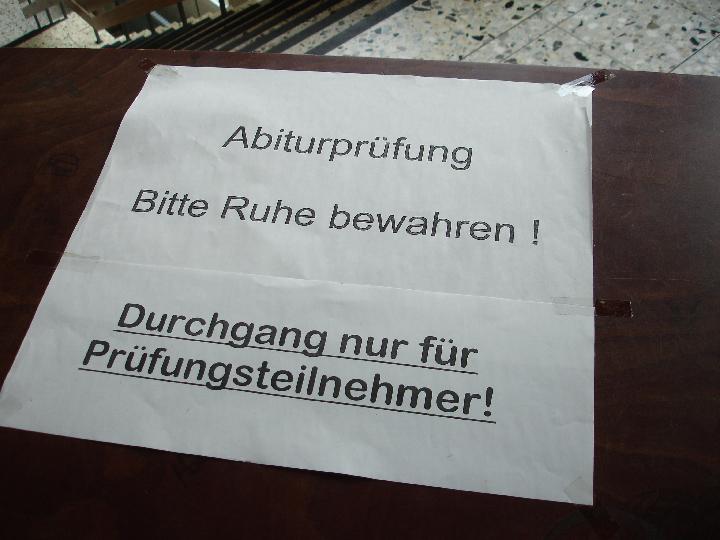 Abiturprüfung
Bitte Ruhe bewahren !
Durchgang nur für
Prüfungsteilnehmer!